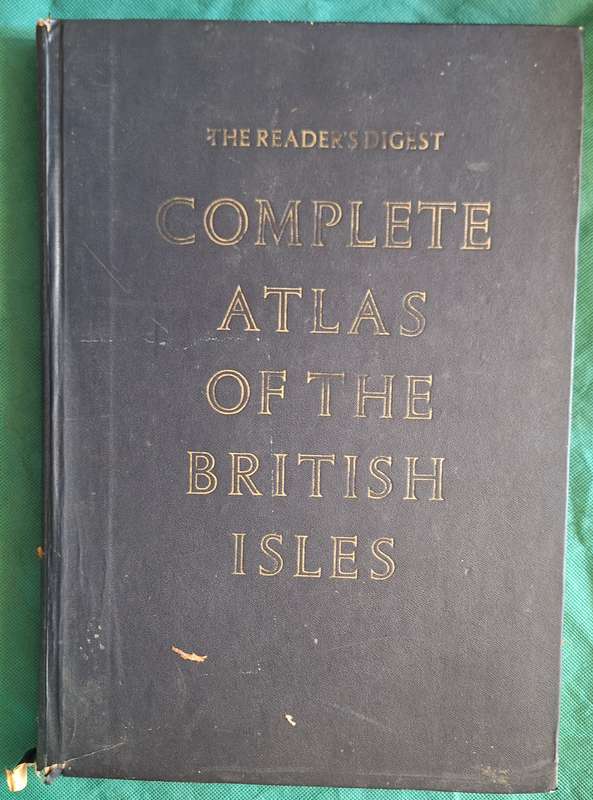 THE READER'S DIGEST
COMPLETE
ATLAS
OF THE
BRITISH
ISLES